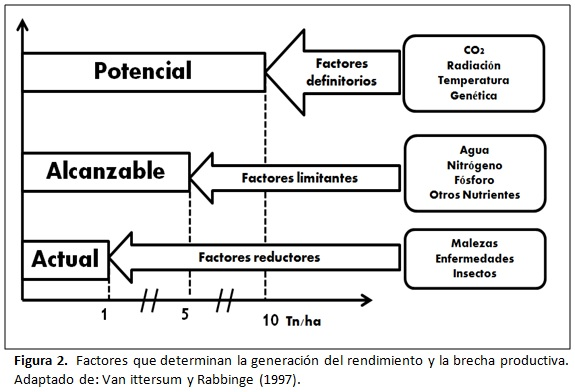 Potencial
Factores
definitorios
CO2
Radiación
Temperatura
Genética
Alcanzable
Factores limitantes
Agua
Nitrógeno
Fósforo
Otros Nutrientes
Actual
Factores reductores
Malezas
Enfermedades
Insectos
1 // 5 // 10 Tn/ha
Figura 2. Factores que determinan la generación del rendimiento y la brecha productiva.
Adaptado de: Van ittersum y Rabbinge (1997).